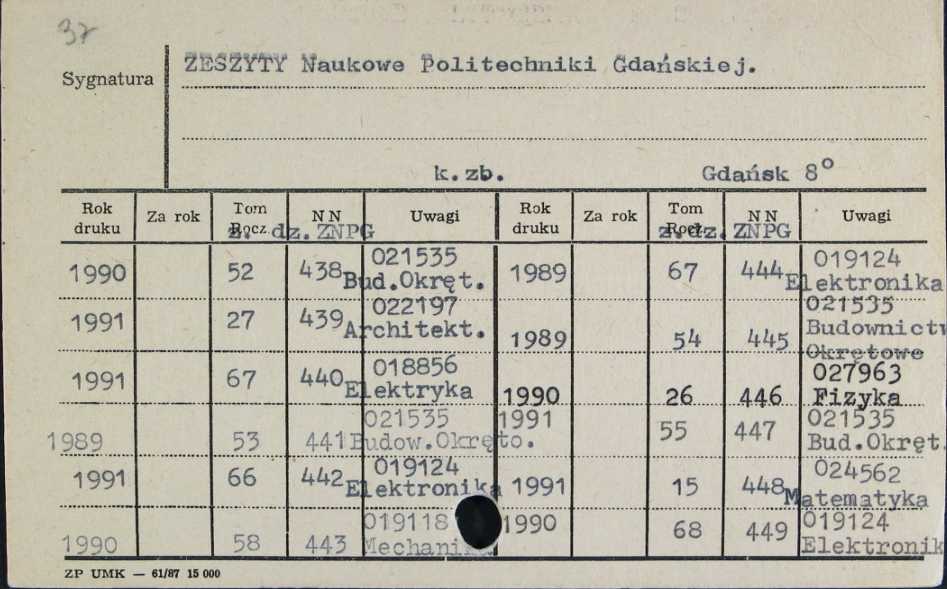 37
Sygnatura
ZESZYTY Naukowe Politechniki Gdańskiej.
k.zb. Gdańsk 8°
Rok druku Za rok Tom Rocz. NN Uwagi Rok druku Za rok Tom Rocz. NN Uwagi
z. dz. ZNPG z.dz. ZNPG
1990 52 438 021535 Bud.Okręt. 1989 67 444 019124 Elektronika
1991 27 439 022197 Architekt. 1989 54 445 021535 Budownictw Okrętowe
1991 67 440 018856 Elektryka 1990 26 446 027963 Fizyka
1989 53 441 021535 Budow.Okręto. 1991 55 447 021535 Bud.Okręt.
1991 66 442 019124 Elektronika 1991 15 448 024562 Matematyka
1990 58 443 019118 Mechanika 1990 68 449 019124 Elektronik
ZP UMK — 61/87 15 000